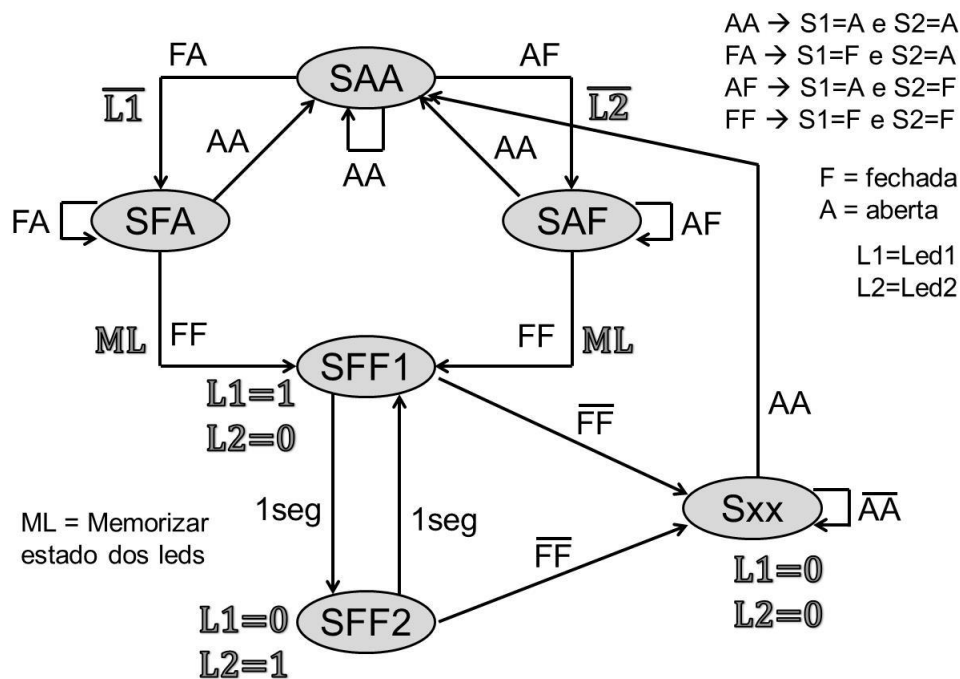 FA
SAA
AF
L1
L2
AA
AA
AA
FA
SFA
SAF
AF
ML
FF
FF
ML
SFF1
L1=1
L2=0
FF
AA
1seg
1seg
Sxx
AA
FF
L1=0
L2=0
L1=0
SFF2
L2=1
AA → S1=A e S2=A
FA → S1=F e S2=A
AF → S1=A e S2=F
FF → S1=F e S2=F
F = fechada
A = aberta
L1=Led1
L2=Led2
ML = Memorizar
estado dos leds